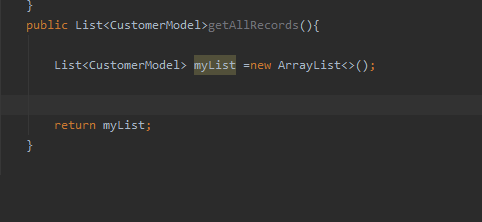 }
public List<CustomerModel>getAllRecords(){
List<CustomerModel> myList =new ArrayList<>();
return myList;
}